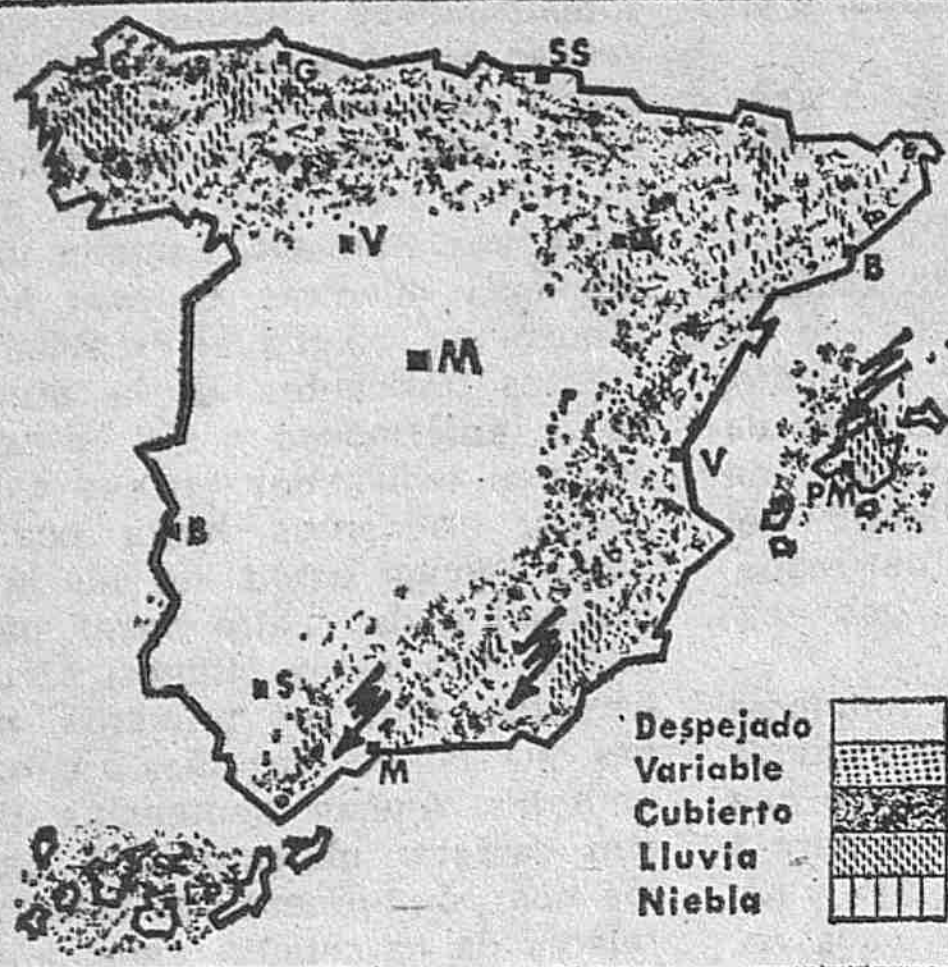 SS
G
V
B
M
V
PM
B
S
M
Despejado
Variable
Cubierto
Lluvia
Niebla